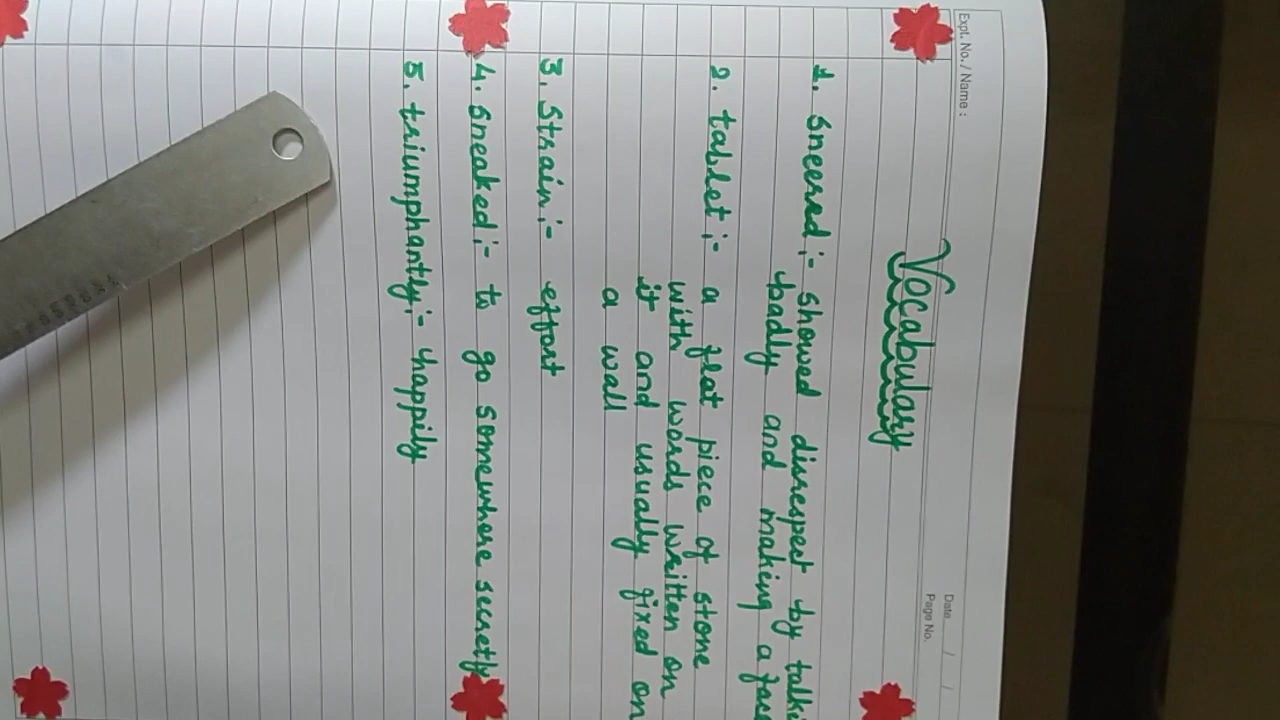 Expt. No. / Name :
Date / /
Page No.
Vocabulary
1. sneered :- showed disrespect by
badly and making a
2. tablet :- a flat piece of stone
with words written on
it and usually fixed on
a wall
3. Strain :- effort
4. sneaked :- to go somewhere secretly
5. triumphantly :- happily